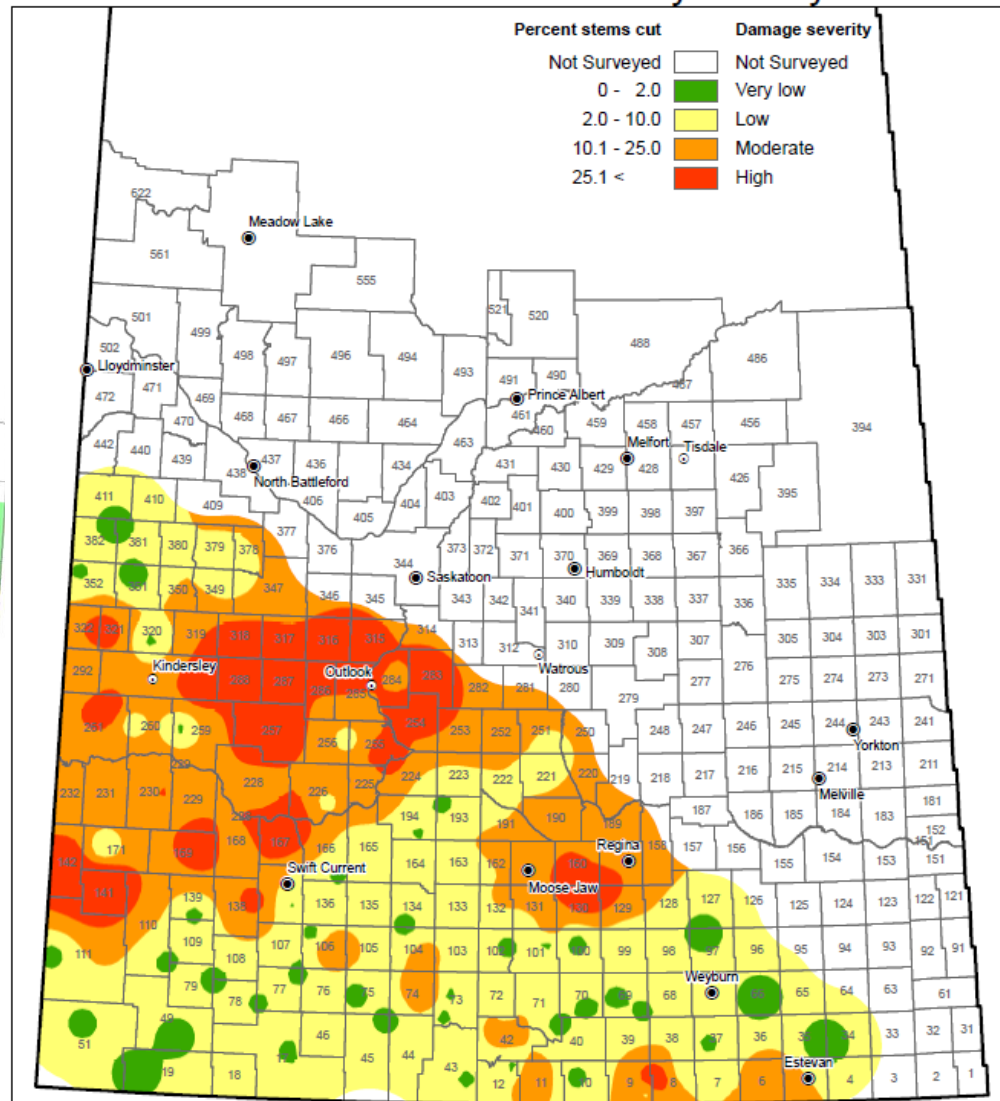 Percent stems cut Damage severity
Not Surveyed Not Surveyed
0 - 2.0 Very low
2.0 - 10.0 Low
10.1 - 25.0 Moderate
25.1 < High
622
Meadow Lake
561
555
501 499 521 520
502 498 497 496 494 493 488 486
Lloydminster
472 471 469 491 490 487
Prince Albert
470 468 467 466 464 461 460 459 458 457 456 394
442 440 439 463 Melfort Tisdale
438 437 436 434 431 430 429 428 426
North Battleford
411 410 409 406 405 404 403 402 401 400 399 398 397 395
382 381 380 379 378 377 376 344 373 372 371 370 369 368 367 366
Saskatoon Humboldt
352 351 350 349 347 346 345 343 342 341 340 339 338 337 336 335 334 333 331
322 321 320 319 318 317 316 315 314 313 312 310 309 308 307 305 304 303 301
Kindersley Outlook Watrous
292 288 287 286 285 284 283 282 281 280 279 277 276 275 274 273 271
261 260 259 257 256 255 254 253 252 251 250 248 247 246 245 244 243 241
Yorkton
232 231 230 229 228 226 225 224 223 222 221 220 219 218 217 216 215 214 213 211
Melville
171 169 168 167 166 165 194 193 191 190 189 187 186 185 184 183 181
142 Swift Current 164 163 162 160 Regina 158 157 156 155 154 153 152 151
141 139 138 136 135 134 133 132 131 Moose Jaw 130 129 128 127 126 125 124 123 122 121
111 110 109 108 107 106 105 104 103 102 101 100 99 98 97 96 95 94 93 92 91
79 78 77 76 75 74 73 72 71 70 69 68 Weyburn 66 65 64 63 61
51 49 46 45 44 43 42 40 39 38 37 36 35 34 33 32 31
19 18 17 12 11 10 9 8 7 6 Estevan 4 3 2 1